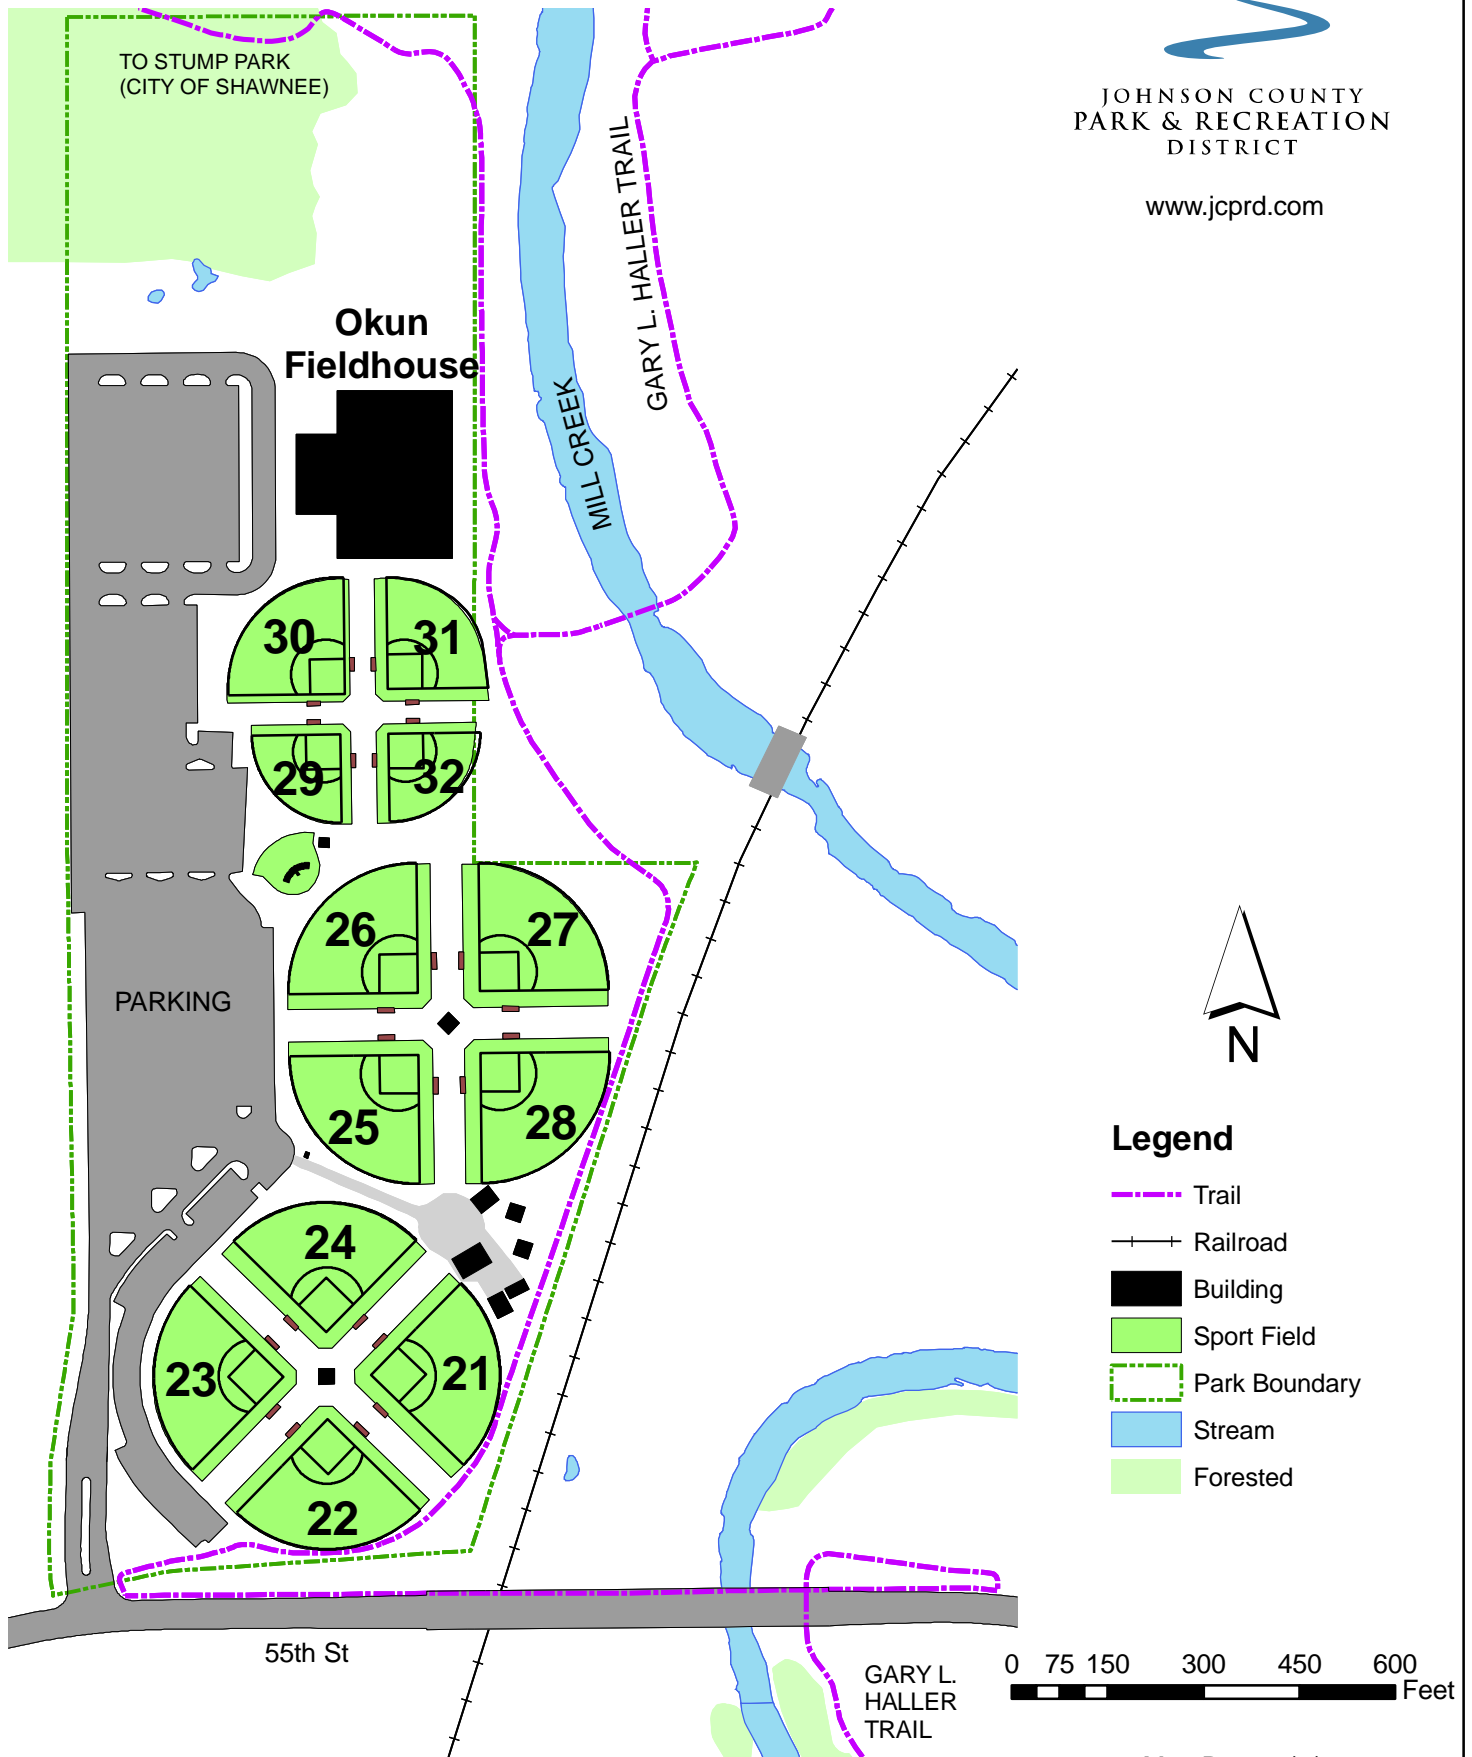 TO STUMP PARK
(CITY OF SHAWNEE)
JOHNSON COUNTY
PARK & RECREATION
DISTRICT
www.jcprd.com
GARY L. HALLER TRAIL
Okun
Fieldhouse
MILL CREEK
30
31
29
32
26
27
PARKING
25
28
24
23
21
22
N
Legend
Trail
Railroad
Building
Sport Field
Park Boundary
Stream
Forested
55th St
GARY L.
HALLER
TRAIL
0 75 150 300 450 600
Feet